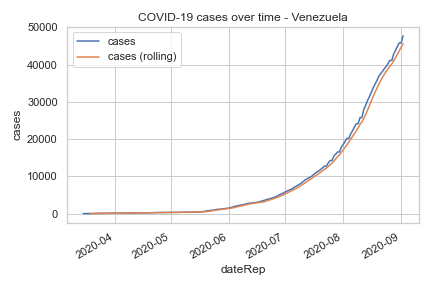 COVID-19 cases over time - Venezuela
cases
cases (rolling)
50000
40000
30000
20000
10000
0
cases
2020-04
2020-05
2020-06
2020-07
2020-08
2020-09
dateRep